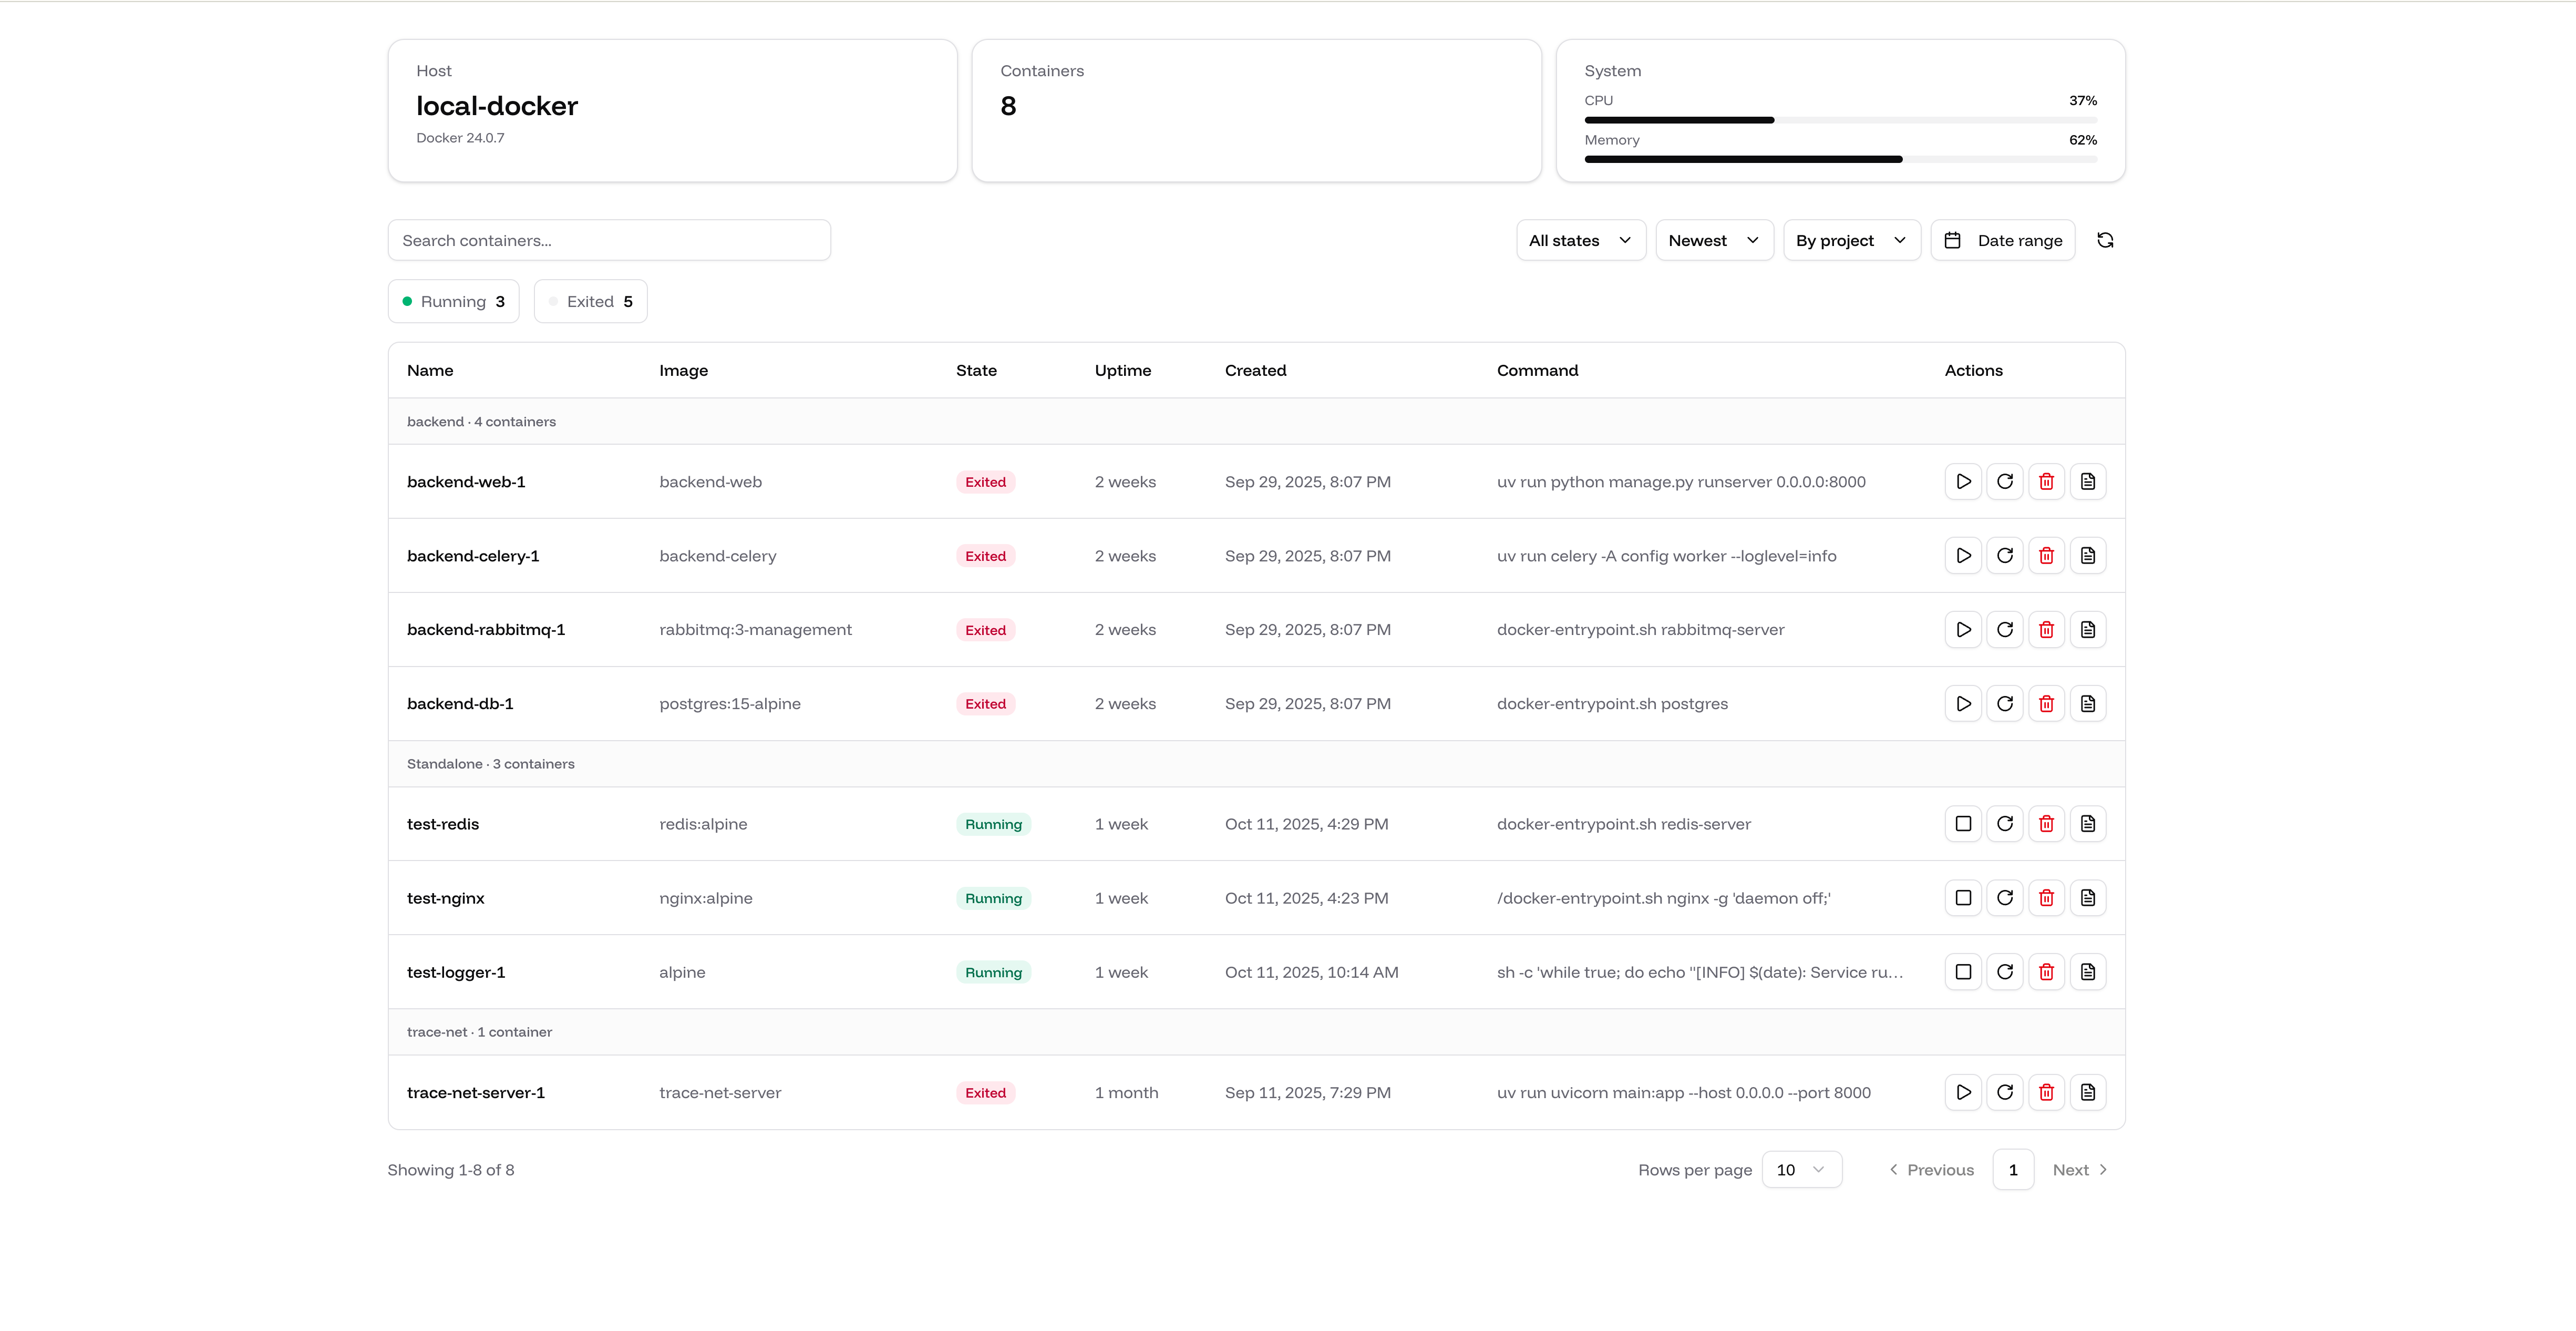 Host
local-docker
Docker 24.0.7
Containers
8
System
CPU 37%
Memory 62%
Search containers...
All states Newest By project Date range
Running 3 Exited 5
Name Image State Uptime Created Command Actions
backend · 4 containers
backend-web-1 backend-web Exited 2 weeks Sep 29, 2025, 8:07 PM uv run python manage.py runserver 0.0.0.0:8000
backend-celery-1 backend-celery Exited 2 weeks Sep 29, 2025, 8:07 PM uv run celery -A config worker --loglevel=info
backend-rabbitmq-1 rabbitmq:3-management Exited 2 weeks Sep 29, 2025, 8:07 PM docker-entrypoint.sh rabbitmq-server
backend-db-1 postgres:15-alpine Exited 2 weeks Sep 29, 2025, 8:07 PM docker-entrypoint.sh postgres
Standalone · 3 containers
test-redis redis:alpine Running 1 week Oct 11, 2025, 4:29 PM docker-entrypoint.sh redis-server
test-nginx nginx:alpine Running 1 week Oct 11, 2025, 4:23 PM /docker-entrypoint.sh nginx -g 'daemon off;'
test-logger-1 alpine Running 1 week Oct 11, 2025, 10:14 AM sh -c 'while true; do echo "[INFO] $(date): Service ru…
trace-net · 1 container
trace-net-server-1 trace-net-server Exited 1 month Sep 11, 2025, 7:29 PM uv run uvicorn main:app --host 0.0.0.0 --port 8000
Showing 1-8 of 8 Rows per page 10 Previous 1 Next